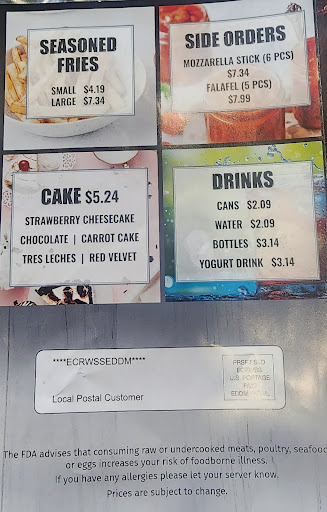 SEASONED
FRIES
SMALL $4.19
LARGE $7.34
SIDE ORDERS
MOZZARELLA STICK (6 PCS)
$7.34
FALAFEL (5 PCS)
$7.99
CAKE $5.24
STRAWBERRY CHEESECAKE
CHOCOLATE | CARROT CAKE
TRES LECHES | RED VELVET
DRINKS
CANS $2.09
WATER $2.09
BOTTLES $3.14
YOGURT DRINK $3.14
****ECRWSSEDDM****
Local Postal Customer
U.S. POSTAGE
PAID
The FDA advises that consuming raw or undercooked meats, poultry, seafood
or eggs increases your risk of foodborne illness.
If you have any allergies please let your server know.
Prices are subject to change.